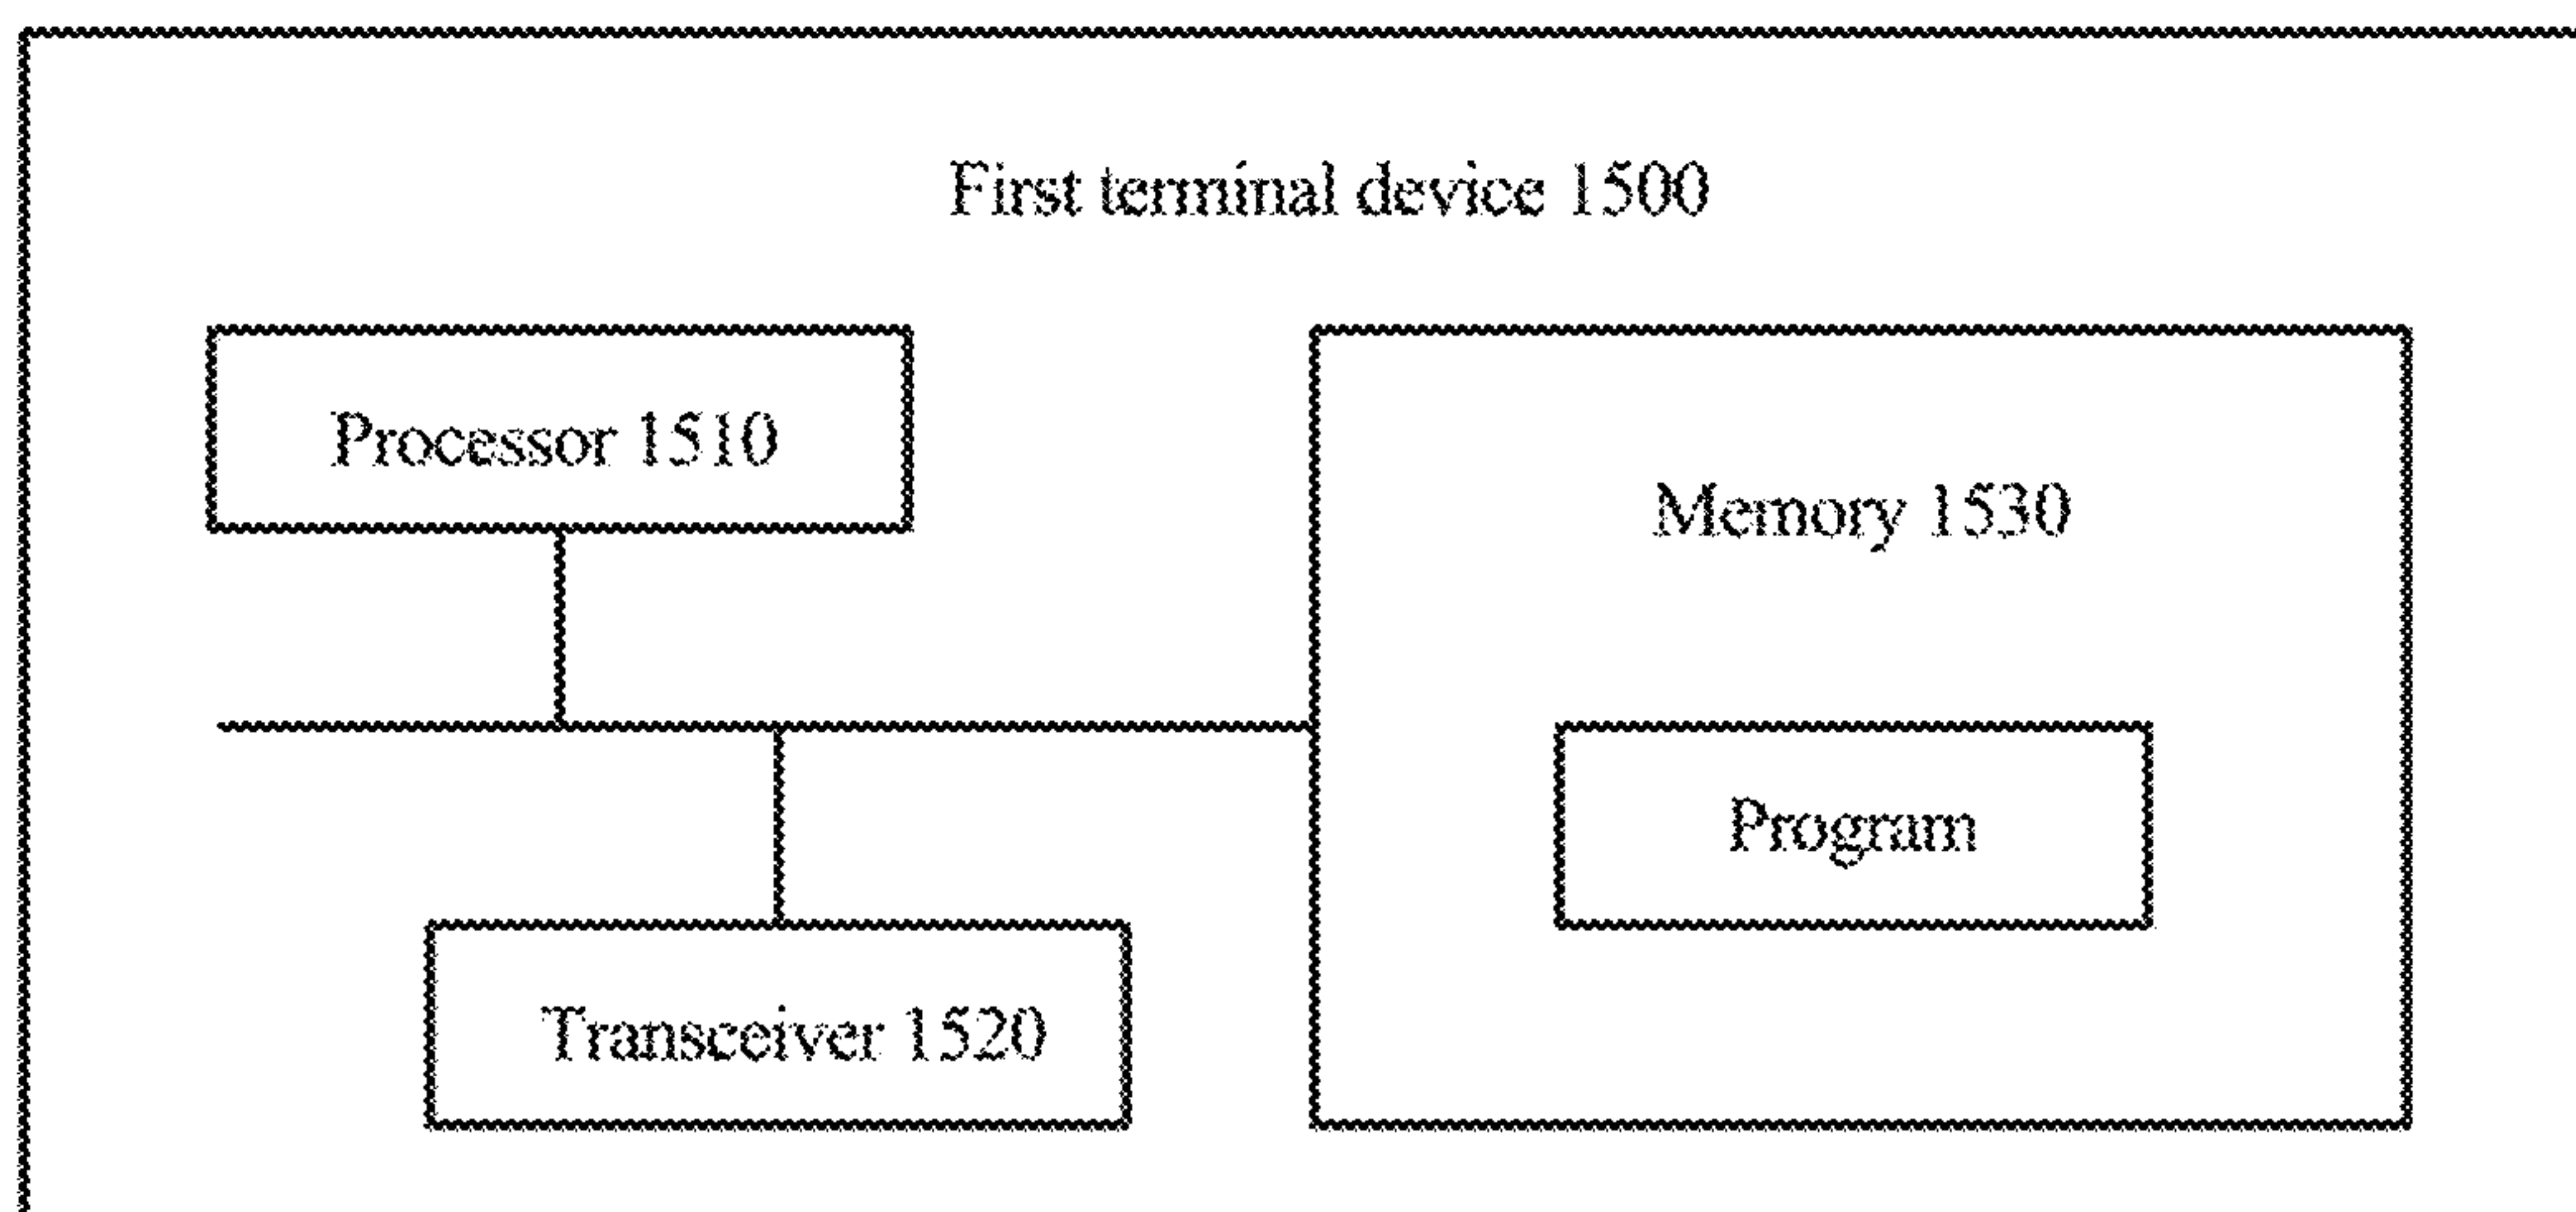 First terminal device 1500
Processor 1510
Memory 1530
Program
Transceiver 1520